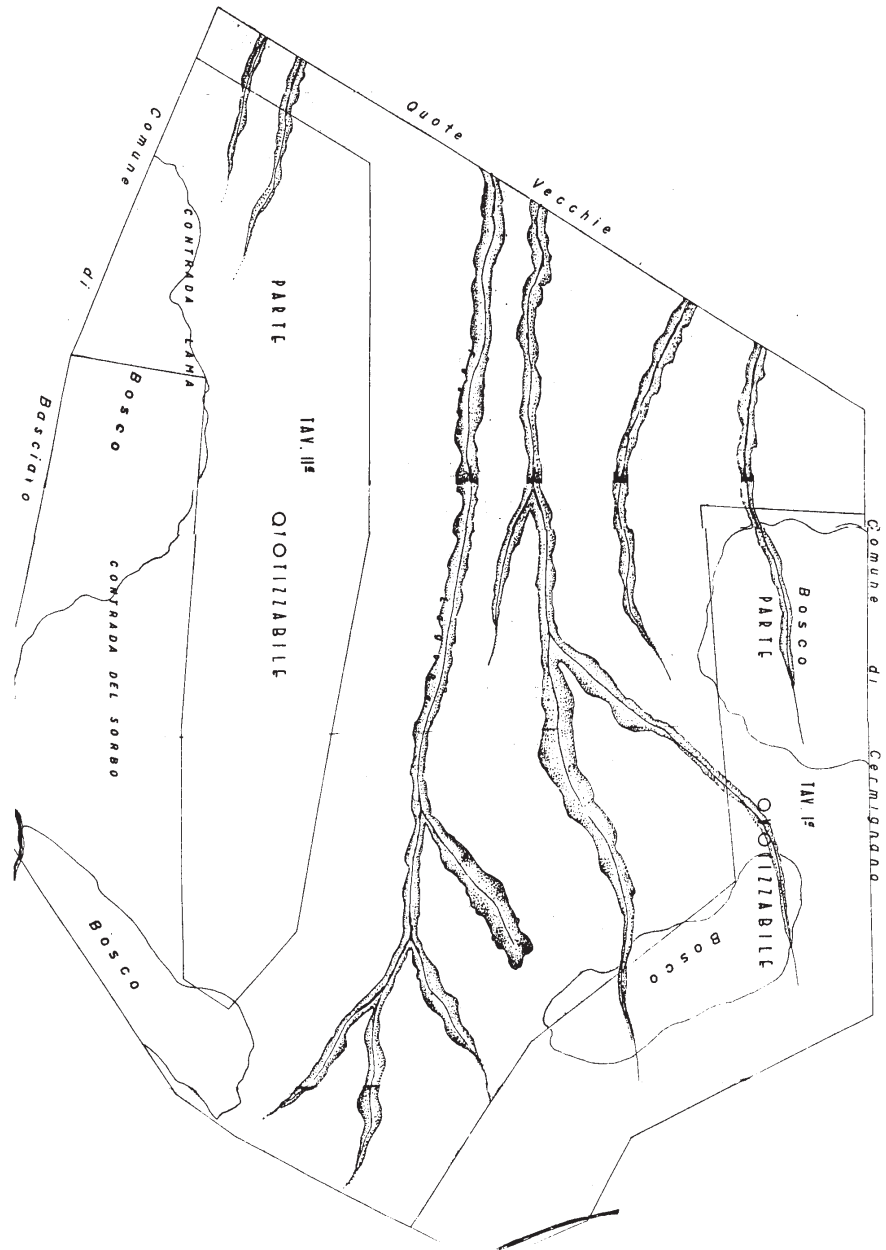 Quote Vecchie
Comune di Basciano
CONTRADA LAMA
PARTE
TAV. IIª
QUOTIZZABILE
BOSCO
CONTRADA DEL SORBO
BOSCO
Comune di Cermignano
BOSCO
PARTE
TAV. Iª
QUOTIZZABILE
BOSCO